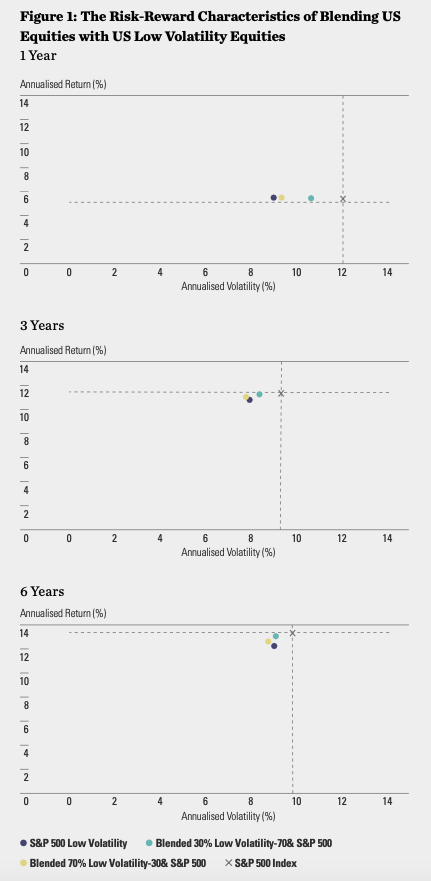 Figure 1: The Risk-Reward Characteristics of Blending US
Equities with US Low Volatility Equities
1 Year
Annualised Return (%)
14
12
10
8
6
4
2
0 0 2 4 6 8 10 12 14
Annualised Volatility (%)
3 Years
Annualised Return (%)
14
12
10
8
6
4
2
0 0 2 4 6 8 10 12 14
Annualised Volatility (%)
6 Years
Annualised Return (%)
14
12
10
8
6
4
2
0 0 2 4 6 8 10 12 14
Annualised Volatility (%)
S&P 500 Low Volatility Blended 30% Low Volatility-70& S&P 500
Blended 70% Low Volatility-30& S&P 500 S&P 500 Index